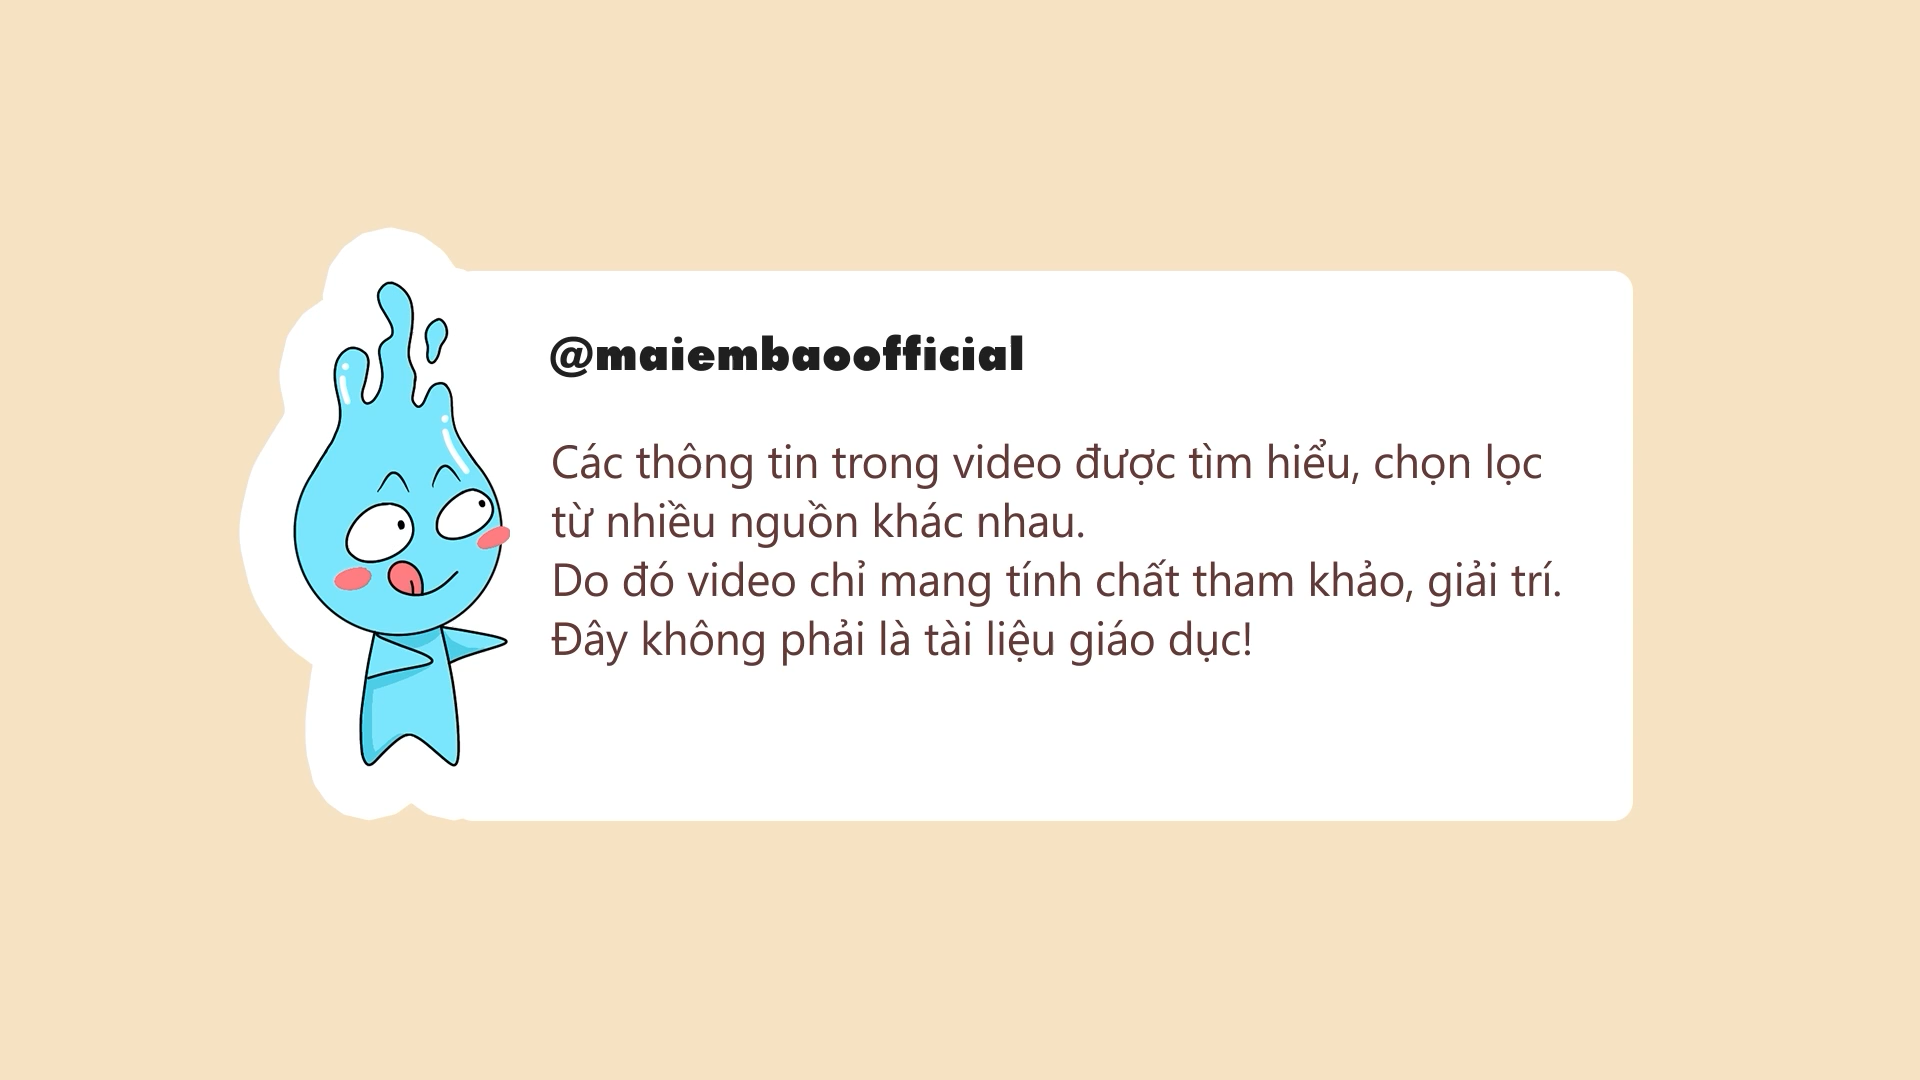 @maiembaoofficial
Các thông tin trong video được tìm hiểu, chọn lọc
từ nhiều nguồn khác nhau.
Do đó video chỉ mang tính chất tham khảo, giải trí.
Đây không phải là tài liệu giáo dục!